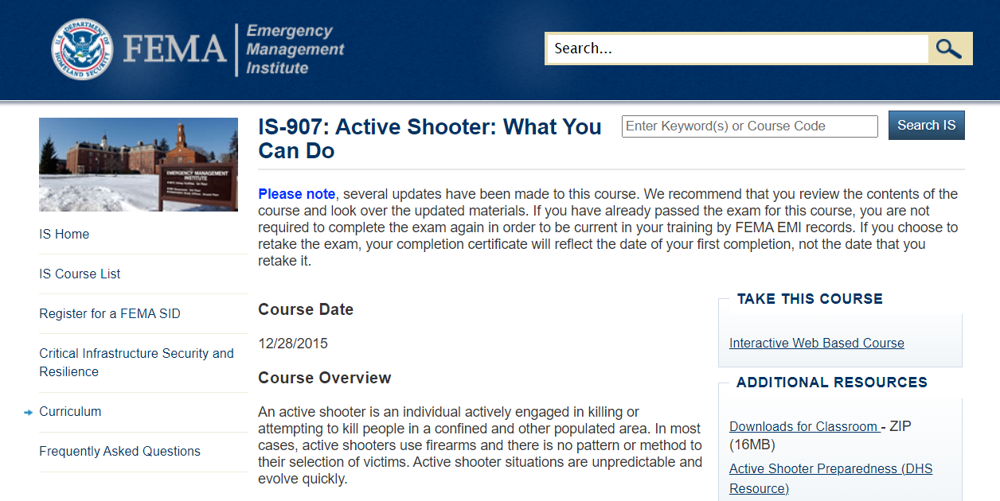 U.S. DEPARTMENT OF
HOMELAND SECURITY
FEMA
Emergency
Management
Institute
Search...
EMERGENCY MANAGEMENT
INSTITUTE
IS-907: Active Shooter: What You
Can Do
Enter Keyword(s) or Course Code
Search IS
Please note, several updates have been made to this course. We recommend that you review the contents of the
course and look over the updated materials. If you have already passed the exam for this course, you are not
required to complete the exam again in order to be current in your training by FEMA EMI records. If you choose to
retake the exam, your completion certificate will reflect the date of your first completion, not the date that you
retake it.
IS Home
IS Course List
Register for a FEMA SID
Critical Infrastructure Security and
Resilience
Curriculum
Frequently Asked Questions
Course Date
12/28/2015
Course Overview
An active shooter is an individual actively engaged in killing or
attempting to kill people in a confined and other populated area. In most
cases, active shooters use firearms and there is no pattern or method to
their selection of victims. Active shooter situations are unpredictable and
evolve quickly.
TAKE THIS COURSE
Interactive Web Based Course
ADDITIONAL RESOURCES
Downloads for Classroom - ZIP
(16MB)
Active Shooter Preparedness (DHS
Resource)